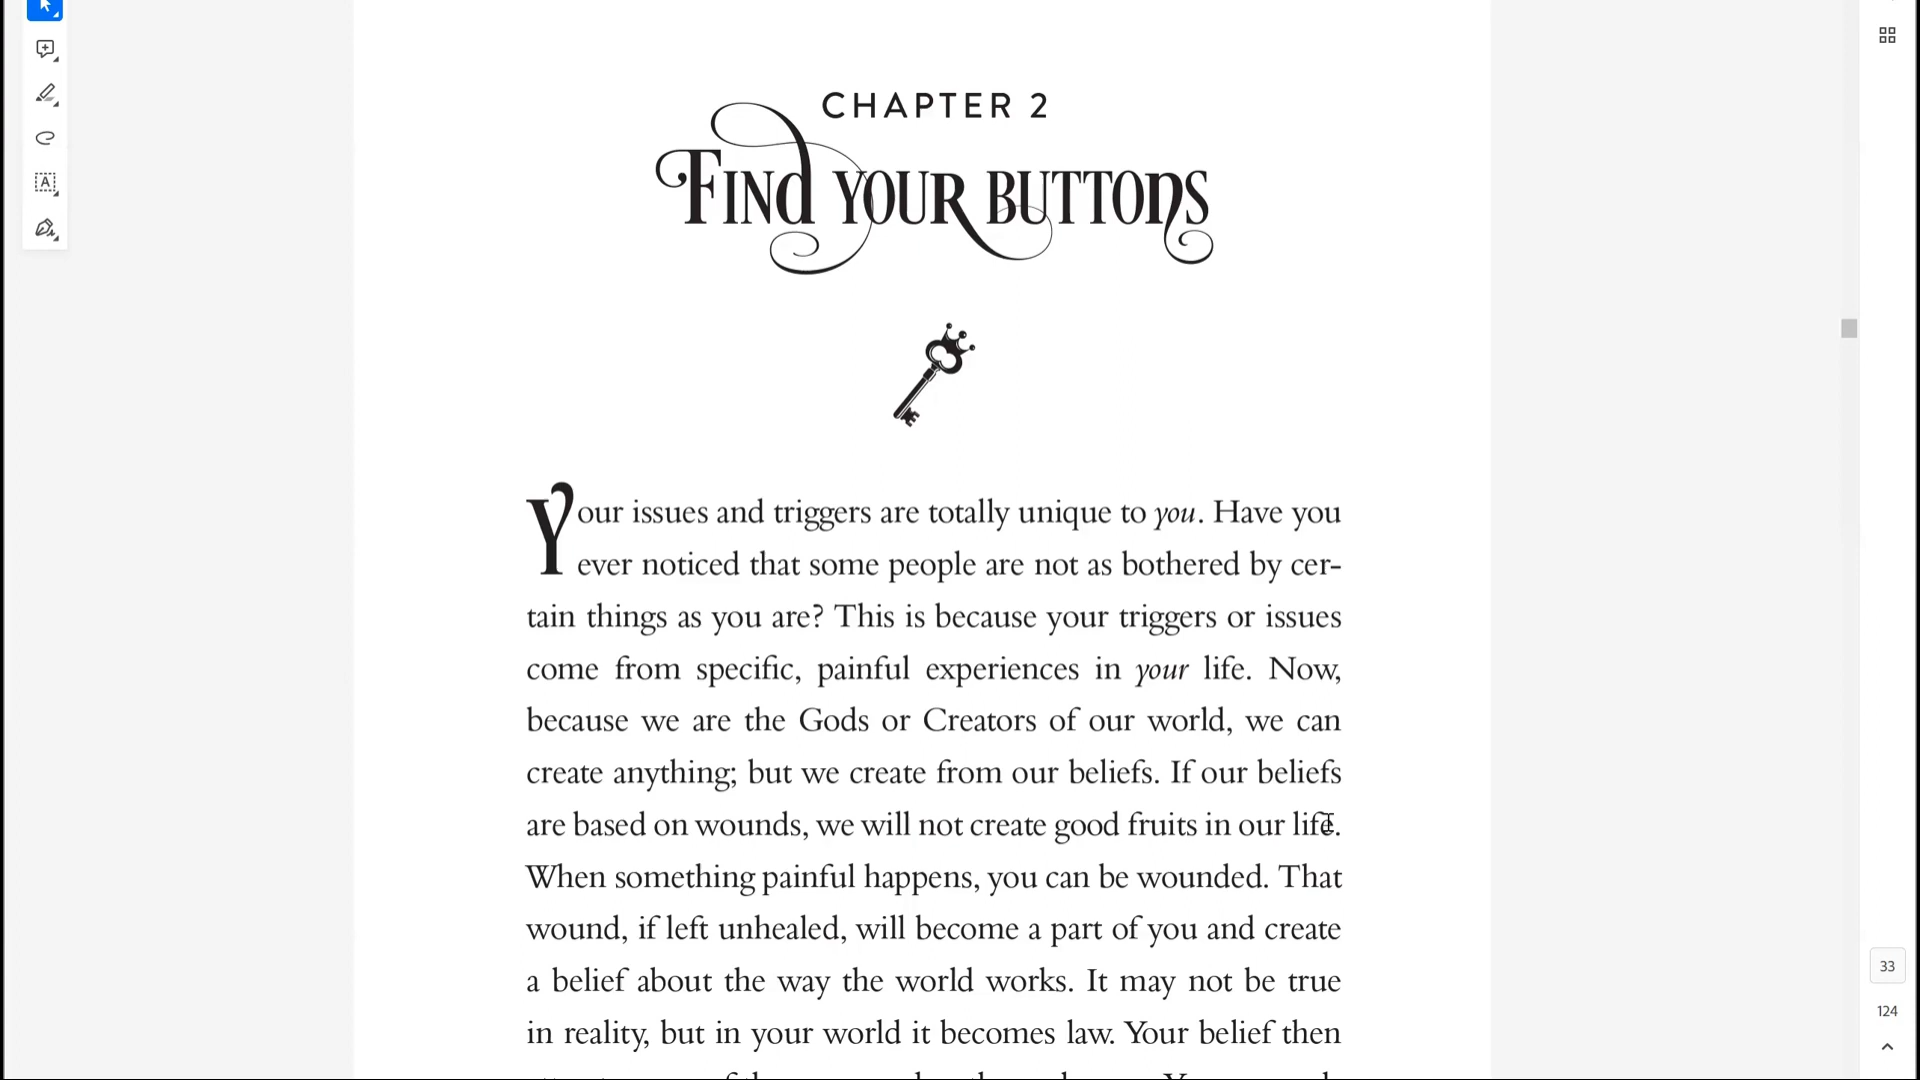 CHAPTER 2
Find your buttons
Your issues and triggers are totally unique to you. Have you
ever noticed that some people are not as bothered by cer-
tain things as you are? This is because your triggers or issues
come from specific, painful experiences in your life. Now,
because we are the Gods or Creators of our world, we can
create anything; but we create from our beliefs. If our beliefs
are based on wounds, we will not create good fruits in our life.
When something painful happens, you can be wounded. That
wound, if left unhealed, will become a part of you and create
a belief about the way the world works. It may not be true
in reality, but in your world it becomes law. Your belief then
33
124